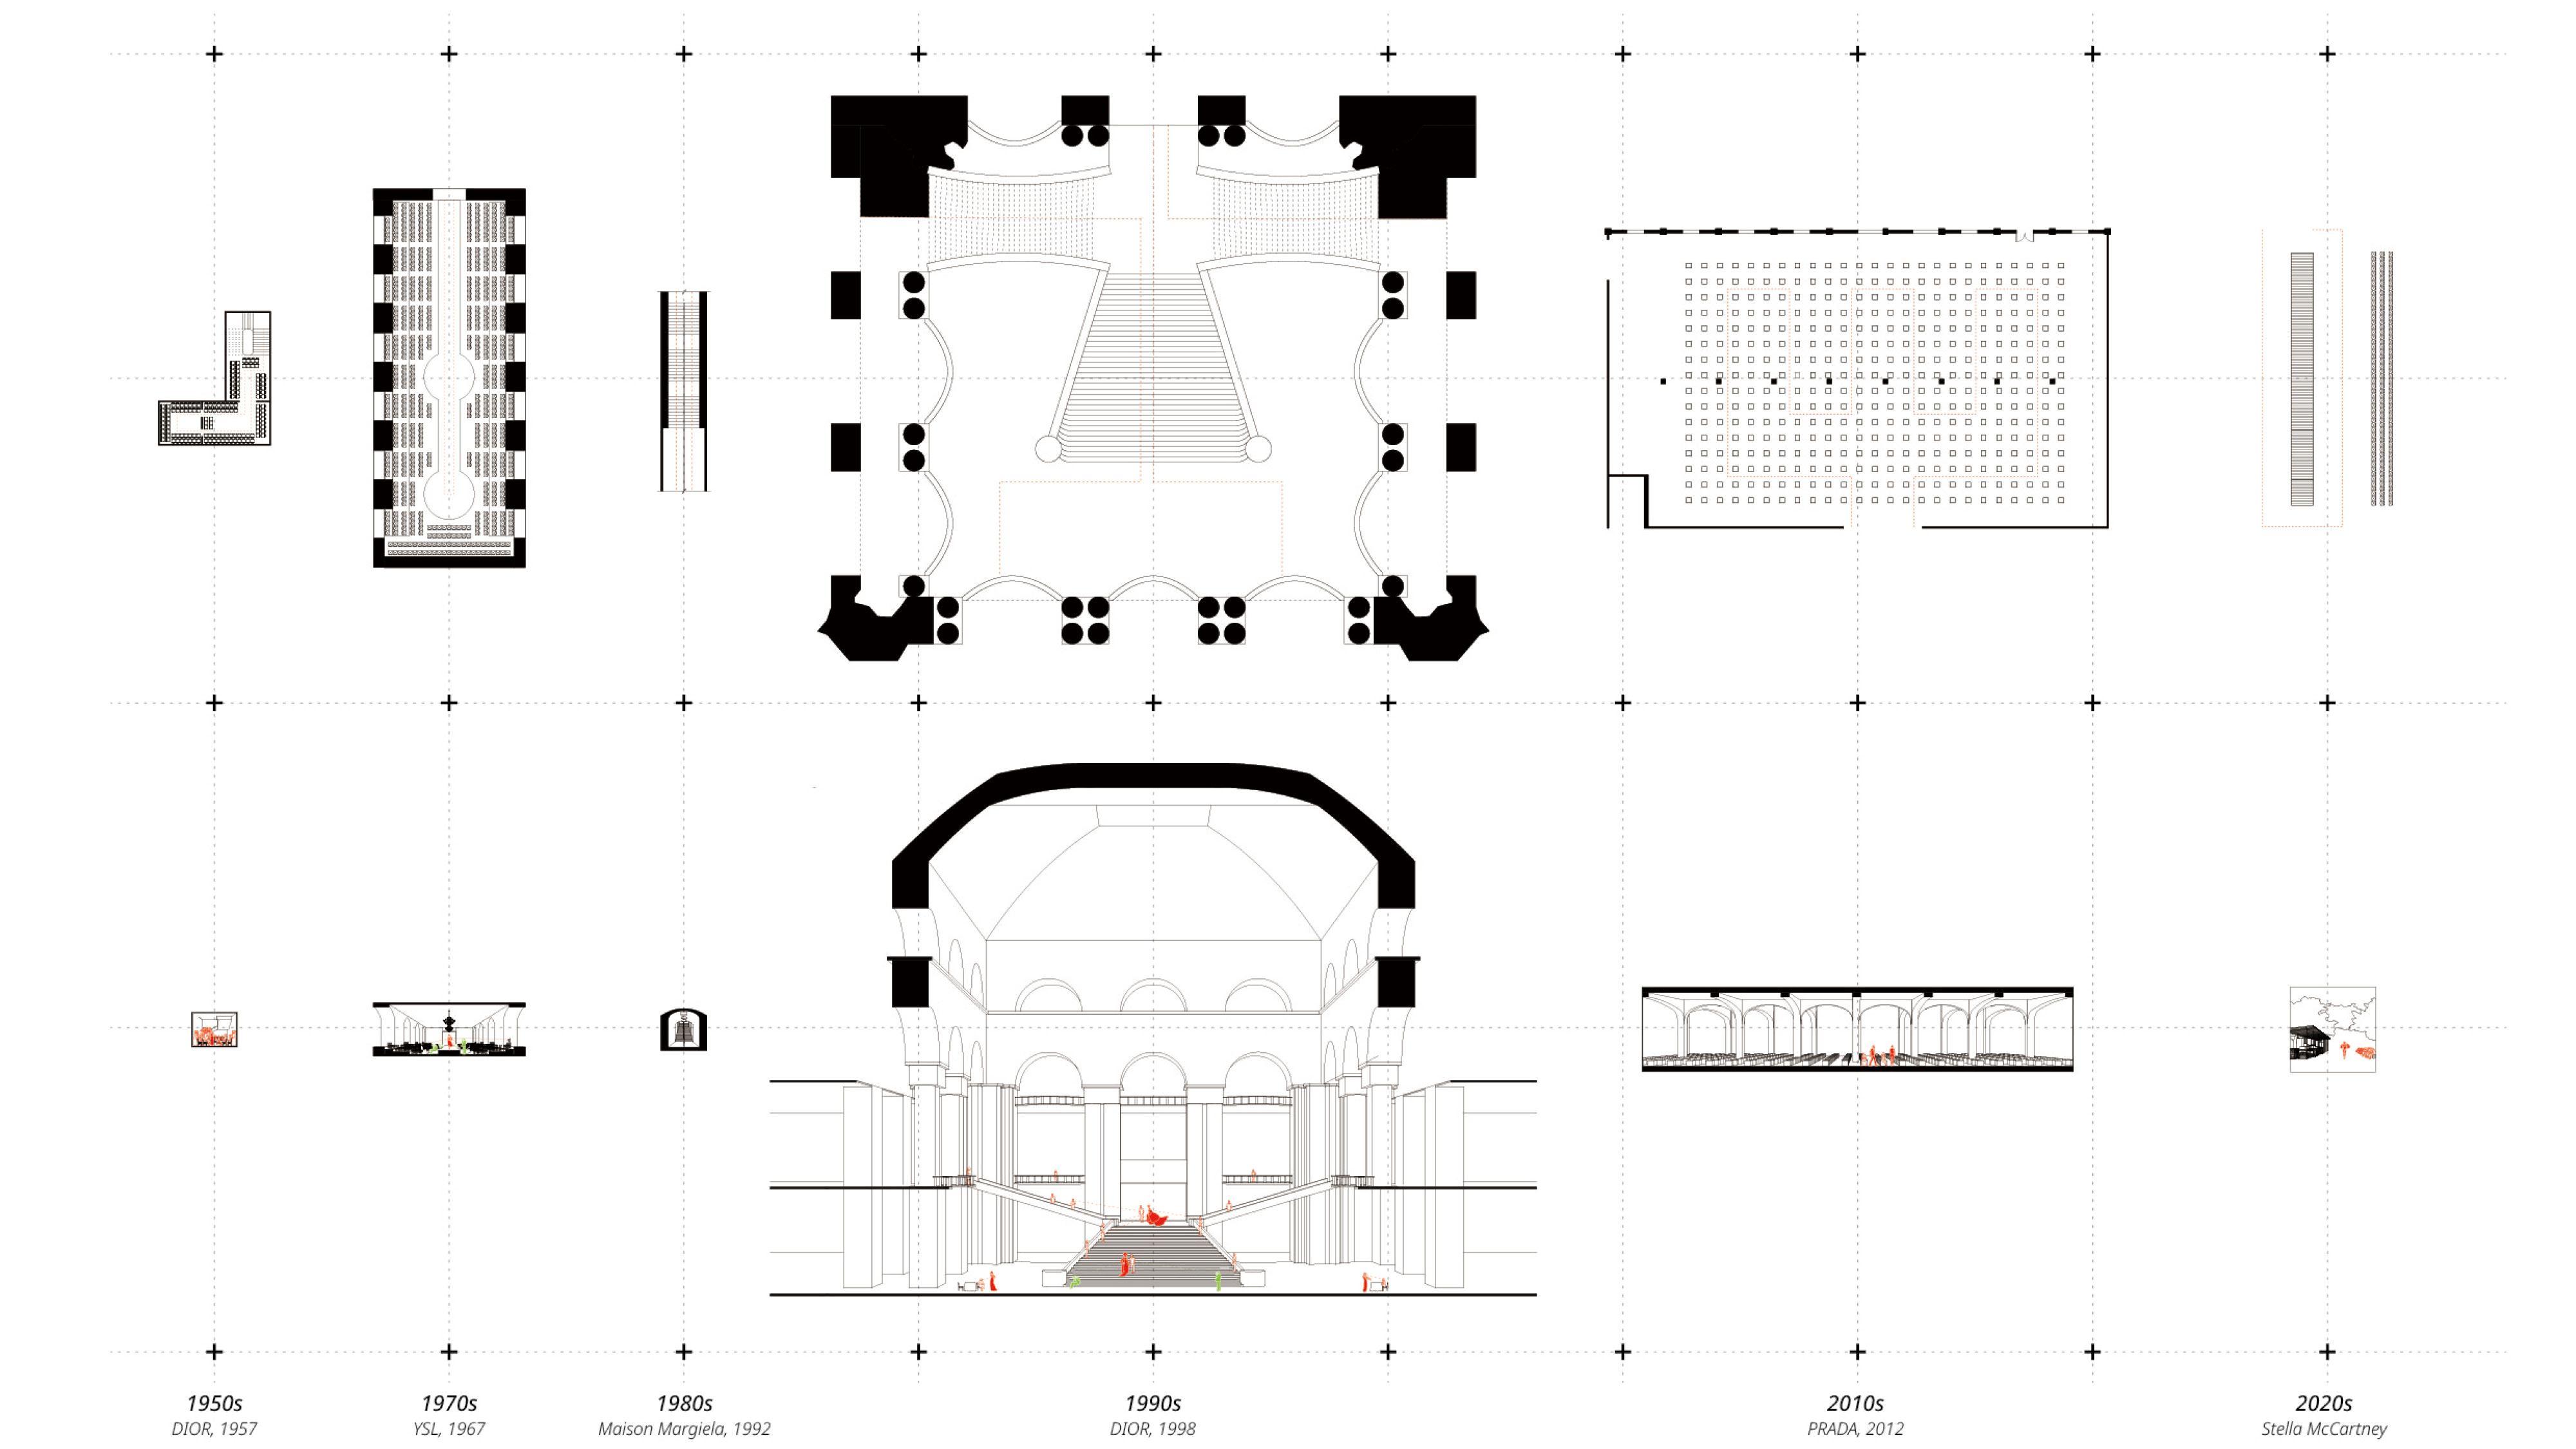 1950s
DIOR, 1957
1970s
YSL, 1967
1980s
Maison Margiela, 1992
1990s
DIOR, 1998
2010s
PRADA, 2012
2020s
Stella McCartney